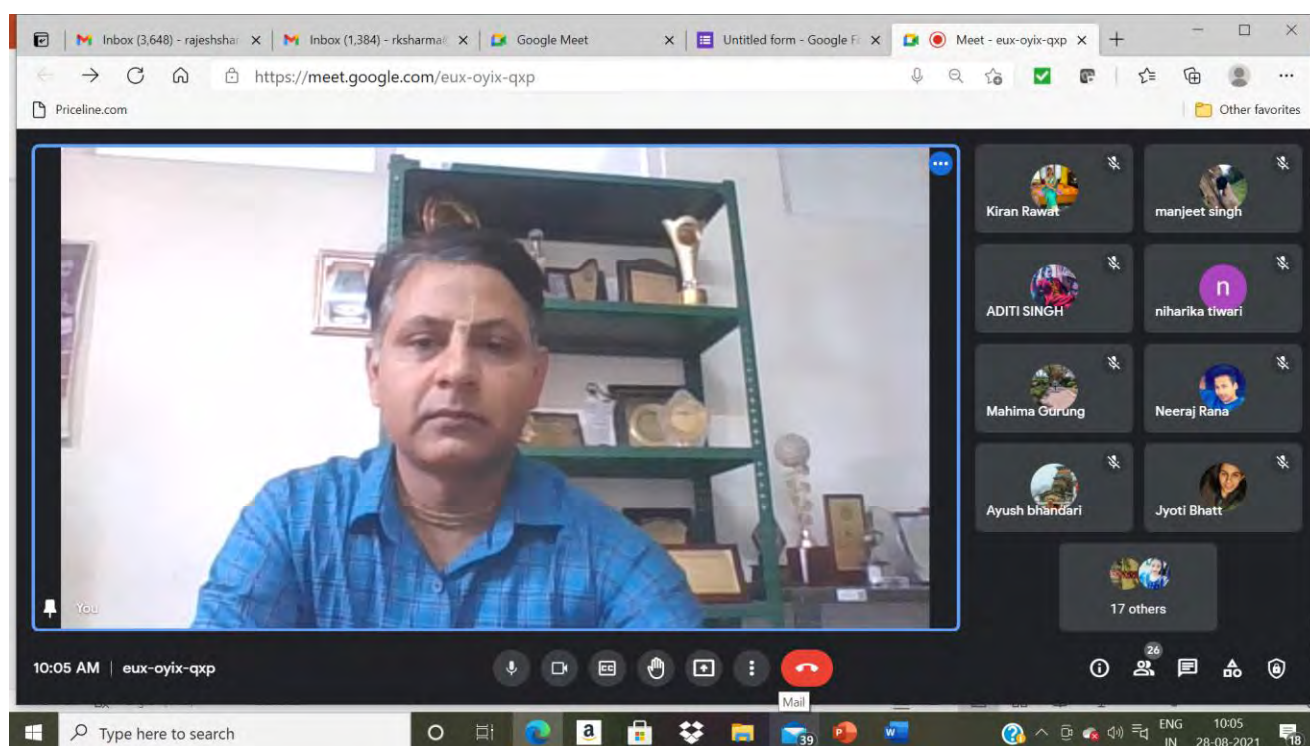 Inbox (3,648) - rajeshsha
Inbox (1,384) - rksharma
Google Meet
Untitled form - Google F
Meet - eux-oyix-qxp
https://meet.google.com/eux-oyix-qxp
Priceline.com
Other favorites
Kiran Rawat
manjeet singh
ADITI SINGH
n
niharika tiwari
Mahima Gurung
Neeraj Rana
Ayush bhandari
Jyoti Bhatt
17 others
You
10:05 AM | eux-oyix-qxp
CC
26
Mail
Type here to search
a
39
P
W
ENG
IN
10:05
28-08-2021
18